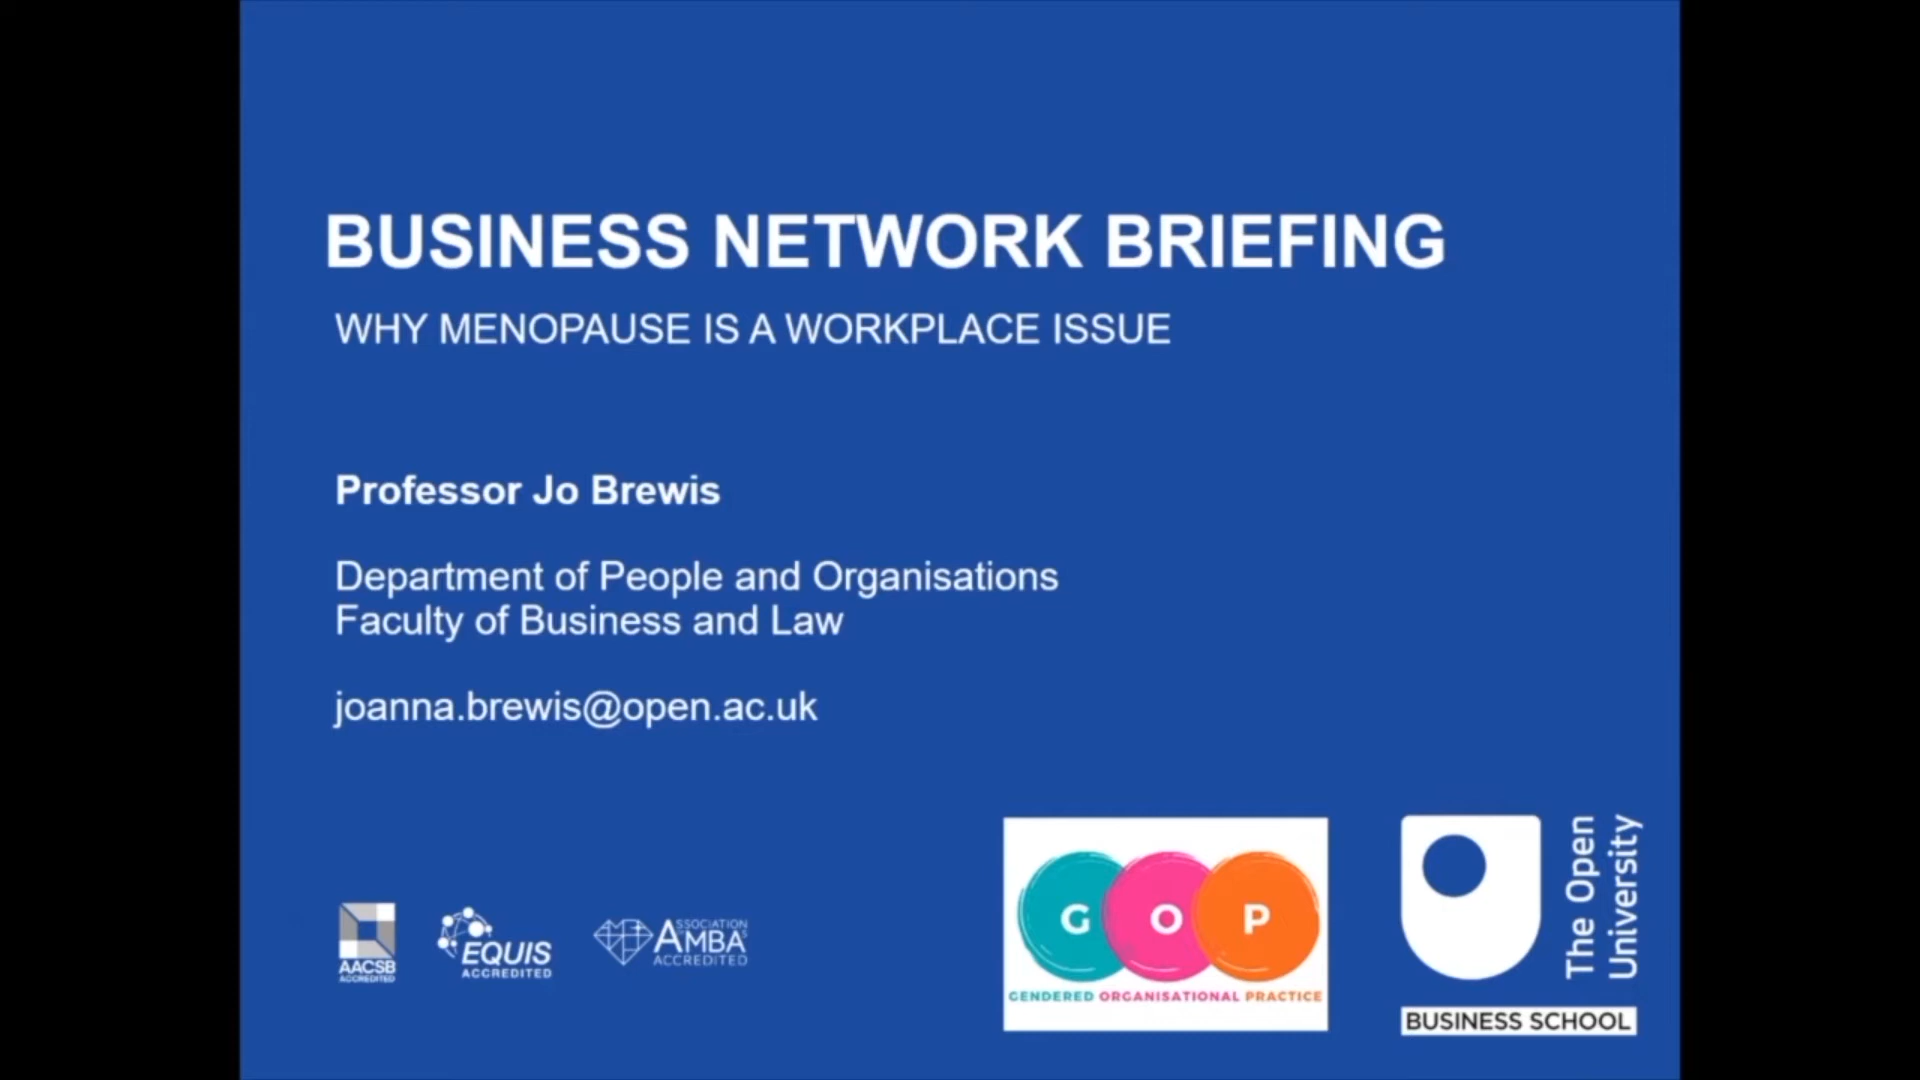 BUSINESS NETWORK BRIEFING
WHY MENOPAUSE IS A WORKPLACE ISSUE
Professor Jo Brewis
Department of People and Organisations
Faculty of Business and Law
joanna.brewis@open.ac.uk
AACSB
ACCREDITED
EQUIS
ACCREDITED
ASSOCIATION
AMBA'S
ACCREDITED
G O P
GENDERED ORGANISATIONAL PRACTICE
The Open
University
BUSINESS SCHOOL